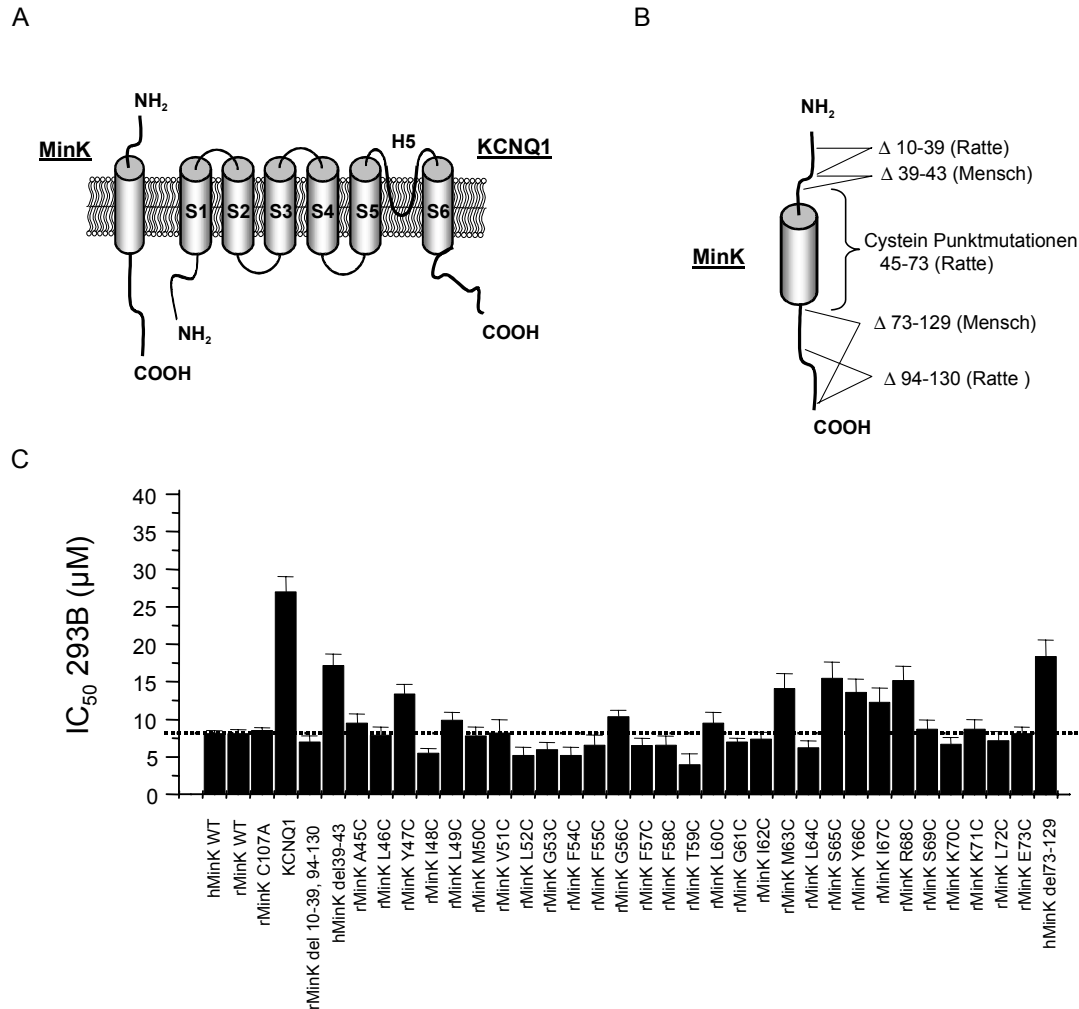 A
NH₂
MinK
H5
KCNQ1
S1 S2 S3 S4 S5 S6
NH₂
COOH
COOH
B
NH₂
Δ 10-39 (Ratte)
Δ 39-43 (Mensch)
Cystein Punktmutationen
45-73 (Ratte)
MinK
Δ 73-129 (Mensch)
Δ 94-130 (Ratte )
COOH
C
IC₅₀ 293B (µM)
40
35
30
25
20
15
10
5
0
hMinK WT
rMinK WT
rMinK C107A
KCNQ1
rMinK del 10-39, 94-130
hMinK del39-43
rMinK A45C
rMinK L46C
rMinK Y47C
rMinK I48C
rMinK L49C
rMinK M50C
rMinK V51C
rMinK L52C
rMinK G53C
rMinK F54C
rMinK F55C
rMinK G56C
rMinK F57C
rMinK F58C
rMinK T59C
rMinK L60C
rMinK G61C
rMinK I62C
rMinK M63C
rMinK L64C
rMinK S65C
rMinK Y66C
rMinK I67C
rMinK R68C
rMinK S69C
rMinK K70C
rMinK K71C
rMinK L72C
rMinK E73C
hMinK del73-129